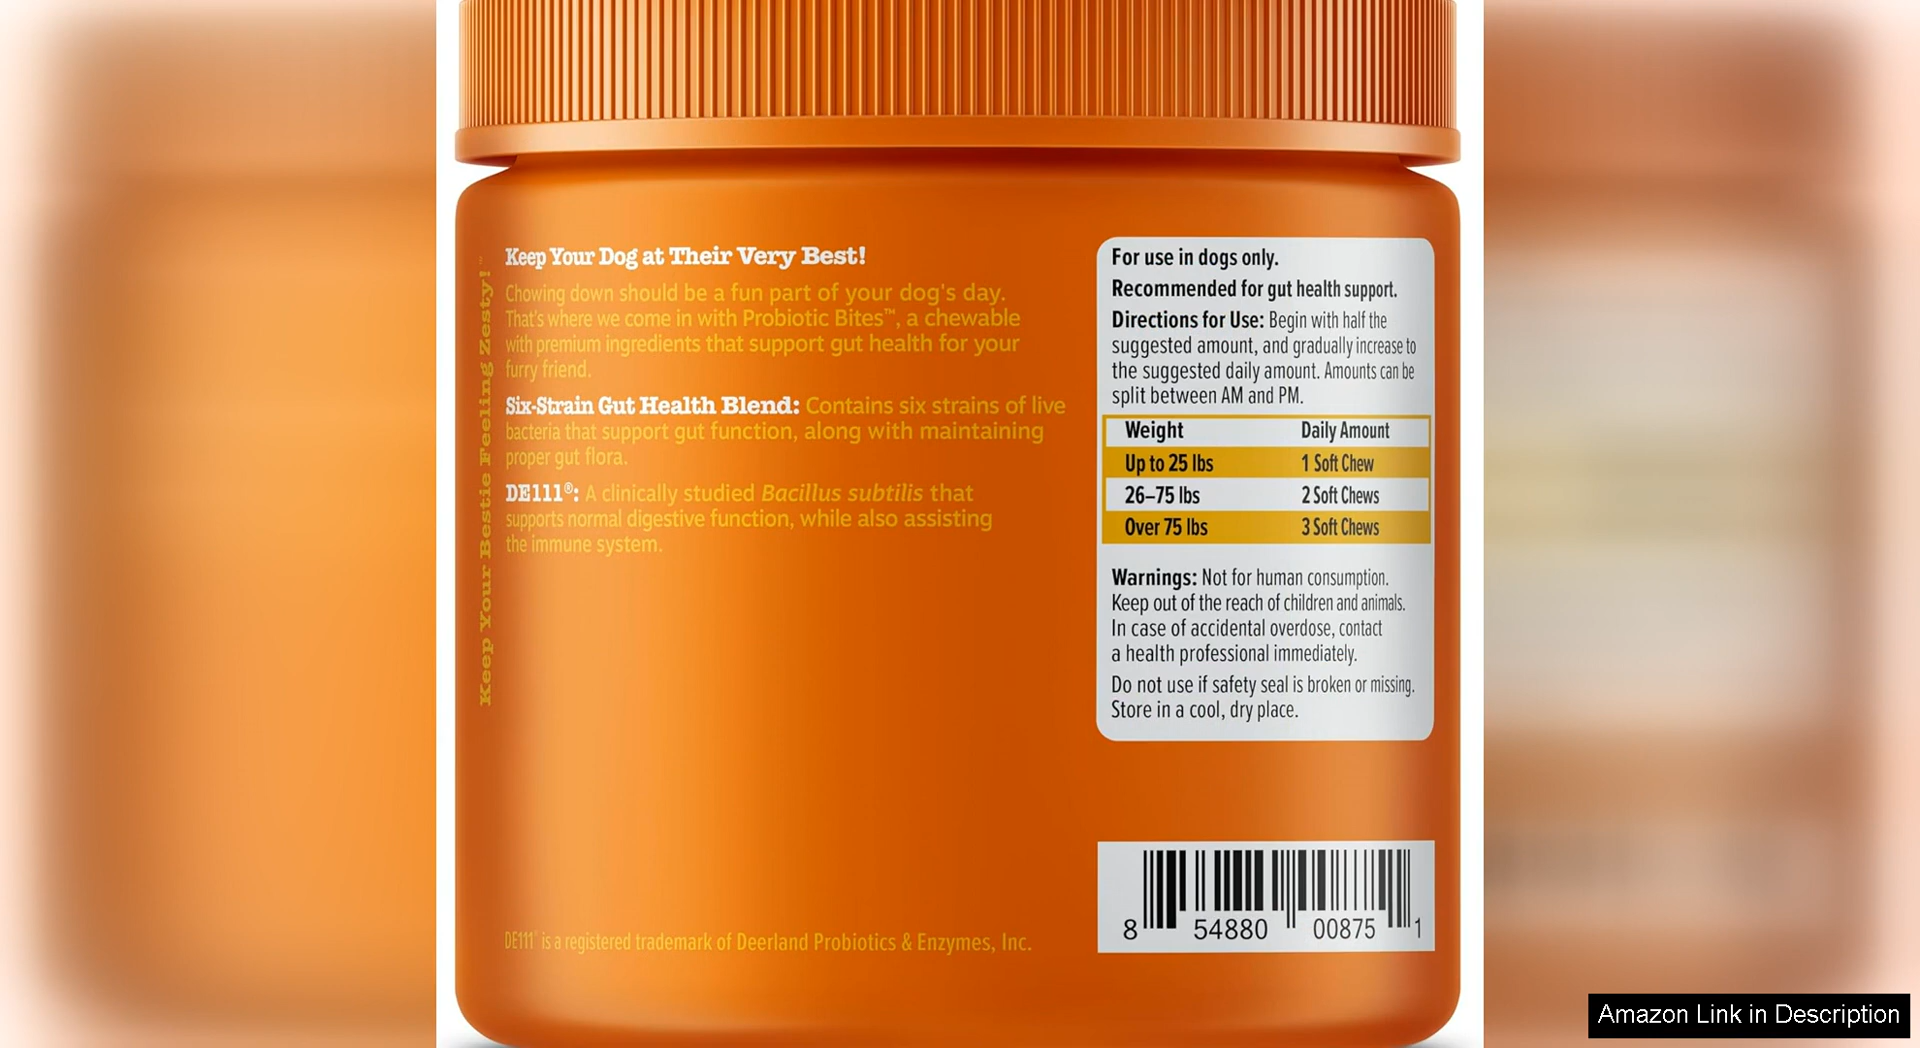 Keep Your Bestie Feeling Zesty!™
Keep Your Dog at Their Very Best!
Chowing down should be a fun part of your dog's day.
That's where we come in with Probiotic Bites™, a chewable
with premium ingredients that support gut health for your
furry friend.
Six-Strain Gut Health Blend: Contains six strains of live
bacteria that support gut function, along with maintaining
proper gut flora.
DE111®: A clinically studied Bacillus subtilis that
supports normal digestive function, while also assisting
the immune system.
DE111® is a registered trademark of Deerland Probiotics & Enzymes, Inc.
For use in dogs only.
Recommended for gut health support.
Directions for Use: Begin with half the
suggested amount, and gradually increase to
the suggested daily amount. Amounts can be
split between AM and PM.
Weight Daily Amount
Up to 25 lbs 1 Soft Chew
26–75 lbs 2 Soft Chews
Over 75 lbs 3 Soft Chews
Warnings: Not for human consumption.
Keep out of the reach of children and animals.
In case of accidental overdose, contact
a health professional immediately.
Do not use if safety seal is broken or missing.
Store in a cool, dry place.
8 54880 00875 1
Amazon Link in Description